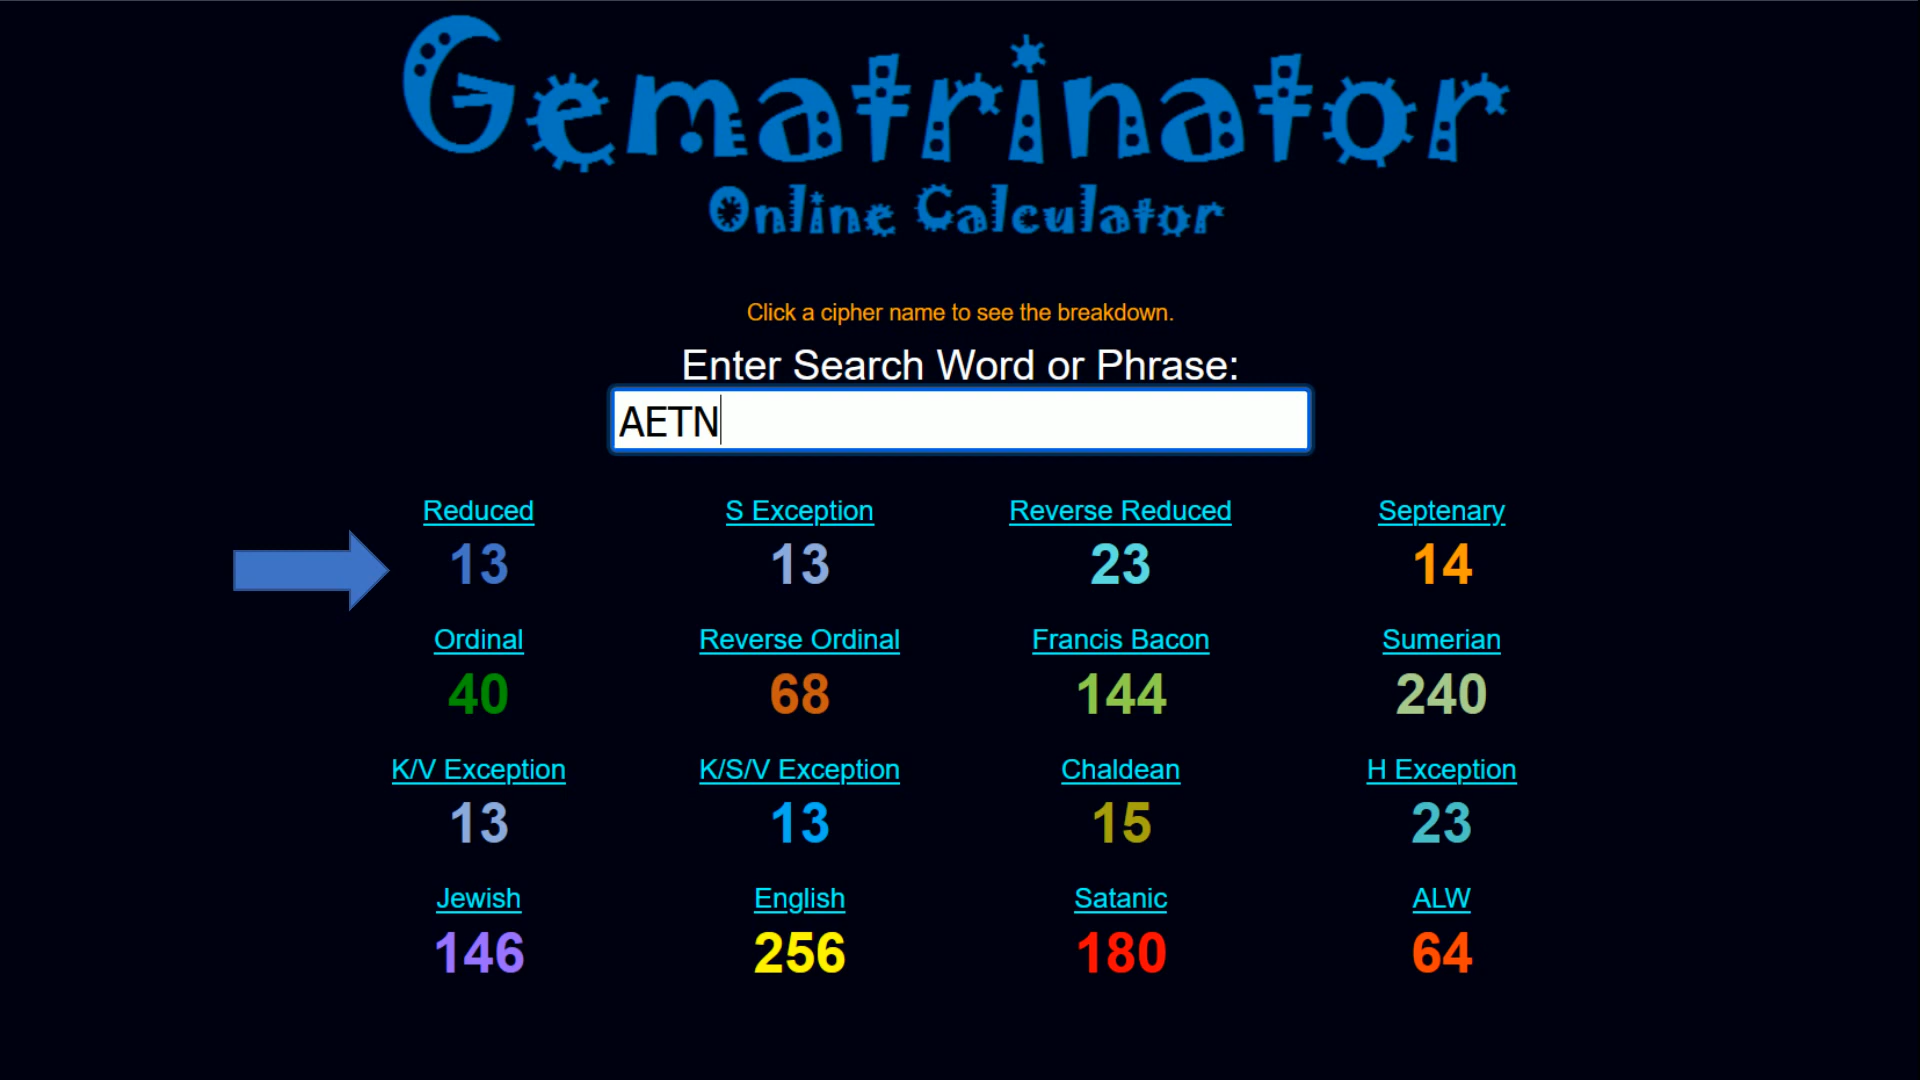 Gematrinator
Online Calculator
Click a cipher name to see the breakdown.
Enter Search Word or Phrase:
AETN
Reduced S Exception Reverse Reduced Septenary
13 13 23 14
Ordinal Reverse Ordinal Francis Bacon Sumerian
40 68 144 240
K/V Exception K/S/V Exception Chaldean H Exception
13 13 15 23
Jewish English Satanic ALW
146 256 180 64